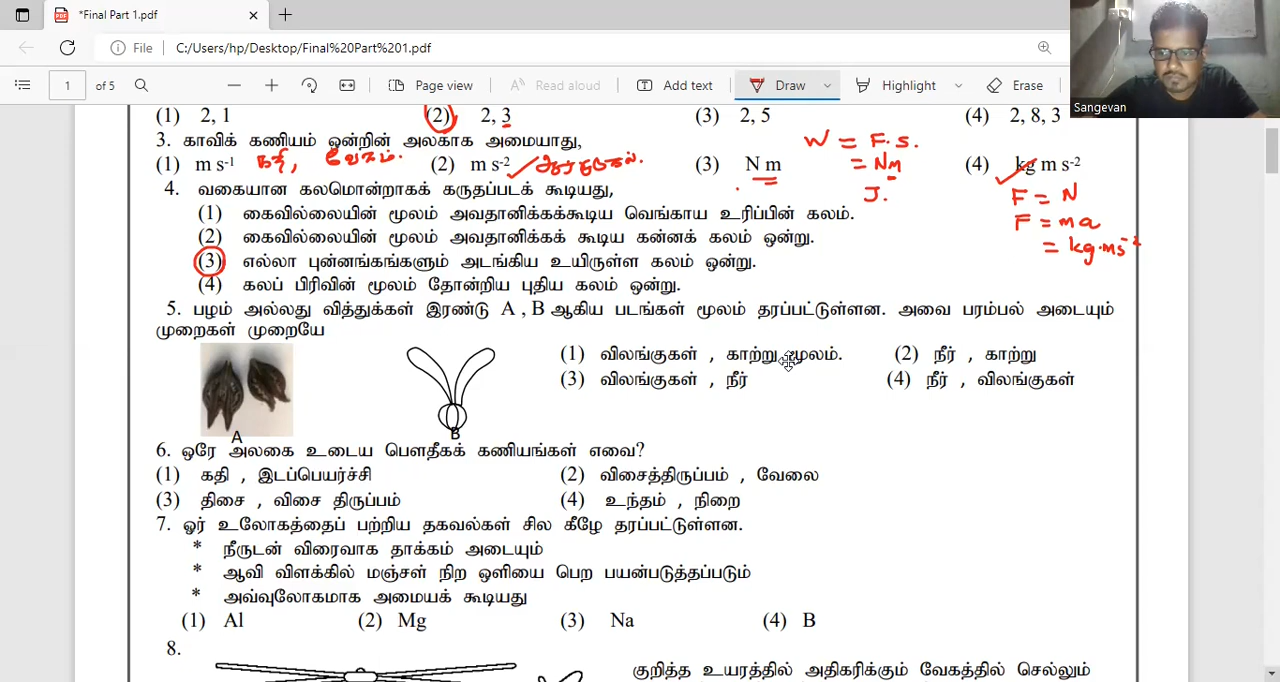 *Final Part 1.pdf
File C:/Users/hp/Desktop/Final%20Part%201.pdf
1 of 5 Page view Read aloud Add text Draw Highlight Erase
Sangevan
(1) 2, 1 (2) 2, 3 (3) 2, 5 (4) 2, 8, 3
3. காவிக் கணியம் ஒன்றின் அலகாக அமையாது,
W = F.s.
(1) m s-1 கதி, வேகம். (2) m s-2 ஆர்முடுகல். (3) N m (4) kg m s-2
= Nm
J.
F = N
F = ma
= kg.ms-2
4. வகையான கலமொன்றாகக் கருதப்படக் கூடியது,
(1) கைவில்லையின் மூலம் அவதானிக்கக்கூடிய வெங்காய உரிப்பின் கலம்.
(2) கைவில்லையின் மூலம் அவதானிக்கக் கூடிய கன்னக் கலம் ஒன்று.
(3) எல்லா புன்னங்கங்களும் அடங்கிய உயிருள்ள கலம் ஒன்று.
(4) கலப் பிரிவின் மூலம் தோன்றிய புதிய கலம் ஒன்று.
5. பழம் அல்லது வித்துக்கள் இரண்டு A , B ஆகிய படங்கள் மூலம் தரப்பட்டுள்ளன. அவை பரம்பல் அடையும்
முறைகள் முறையே
(1) விலங்குகள் , காற்று மூலம். (2) நீர் , காற்று
(3) விலங்குகள் , நீர் (4) நீர் , விலங்குகள்
A B
6. ஒரே அலகை உடைய பௌதீகக் கணியங்கள் எவை?
(1) கதி , இடப்பெயர்ச்சி (2) விசைத்திருப்பம் , வேலை
(3) திசை , விசை திருப்பம் (4) உந்தம் , நிறை
7. ஓர் உலோகத்தைப் பற்றிய தகவல்கள் சில கீழே தரப்பட்டுள்ளன.
* நீருடன் விரைவாக தாக்கம் அடையும்
* ஆவி விளக்கில் மஞ்சள் நிற ஒளியை பெற பயன்படுத்தப்படும்
* அவ்வுலோகமாக அமையக் கூடியது
(1) Al (2) Mg (3) Na (4) B
8.
குறித்த உயரத்தில் அதிகரிக்கும் வேகத்தில் செல்லும்